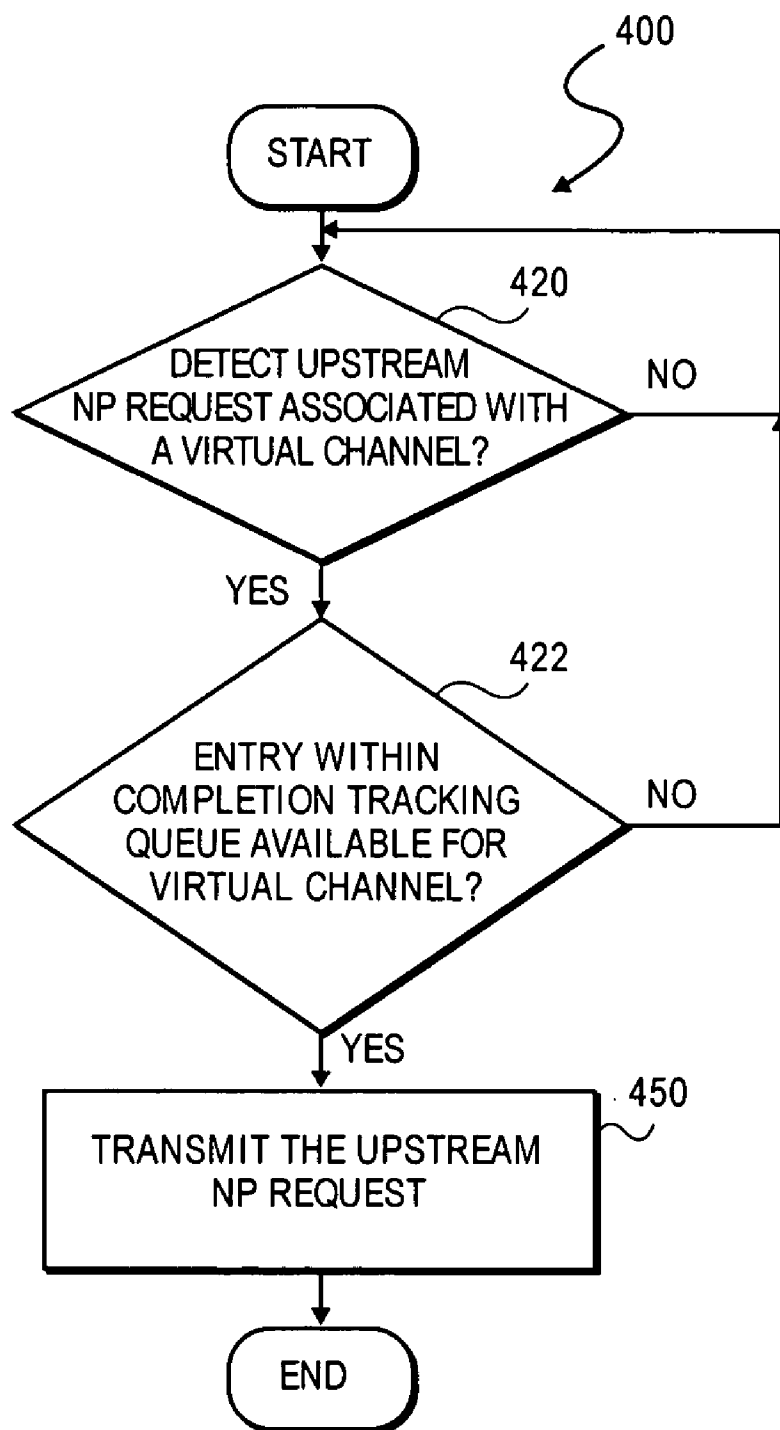 400
START
420
DETECT UPSTREAM
NP REQUEST ASSOCIATED WITH
A VIRTUAL CHANNEL?
NO
YES
422
ENTRY WITHIN
COMPLETION TRACKING
QUEUE AVAILABLE FOR
VIRTUAL CHANNEL?
NO
YES
450
TRANSMIT THE UPSTREAM
NP REQUEST
END